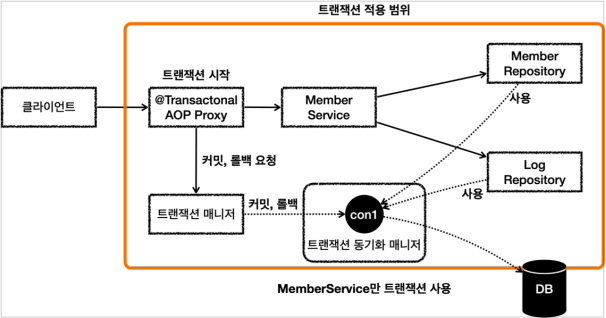 트랜잭션 적용 범위
트랜잭션 시작
클라이언트
@Transactonal
AOP Proxy
Member
Service
Member
Repository
사용
커밋, 롤백 요청
Log
Repository
트랜잭션 매니저
커밋, 롤백
con1
사용
트랜잭션 동기화 매니저
MemberService만 트랜잭션 사용
DB